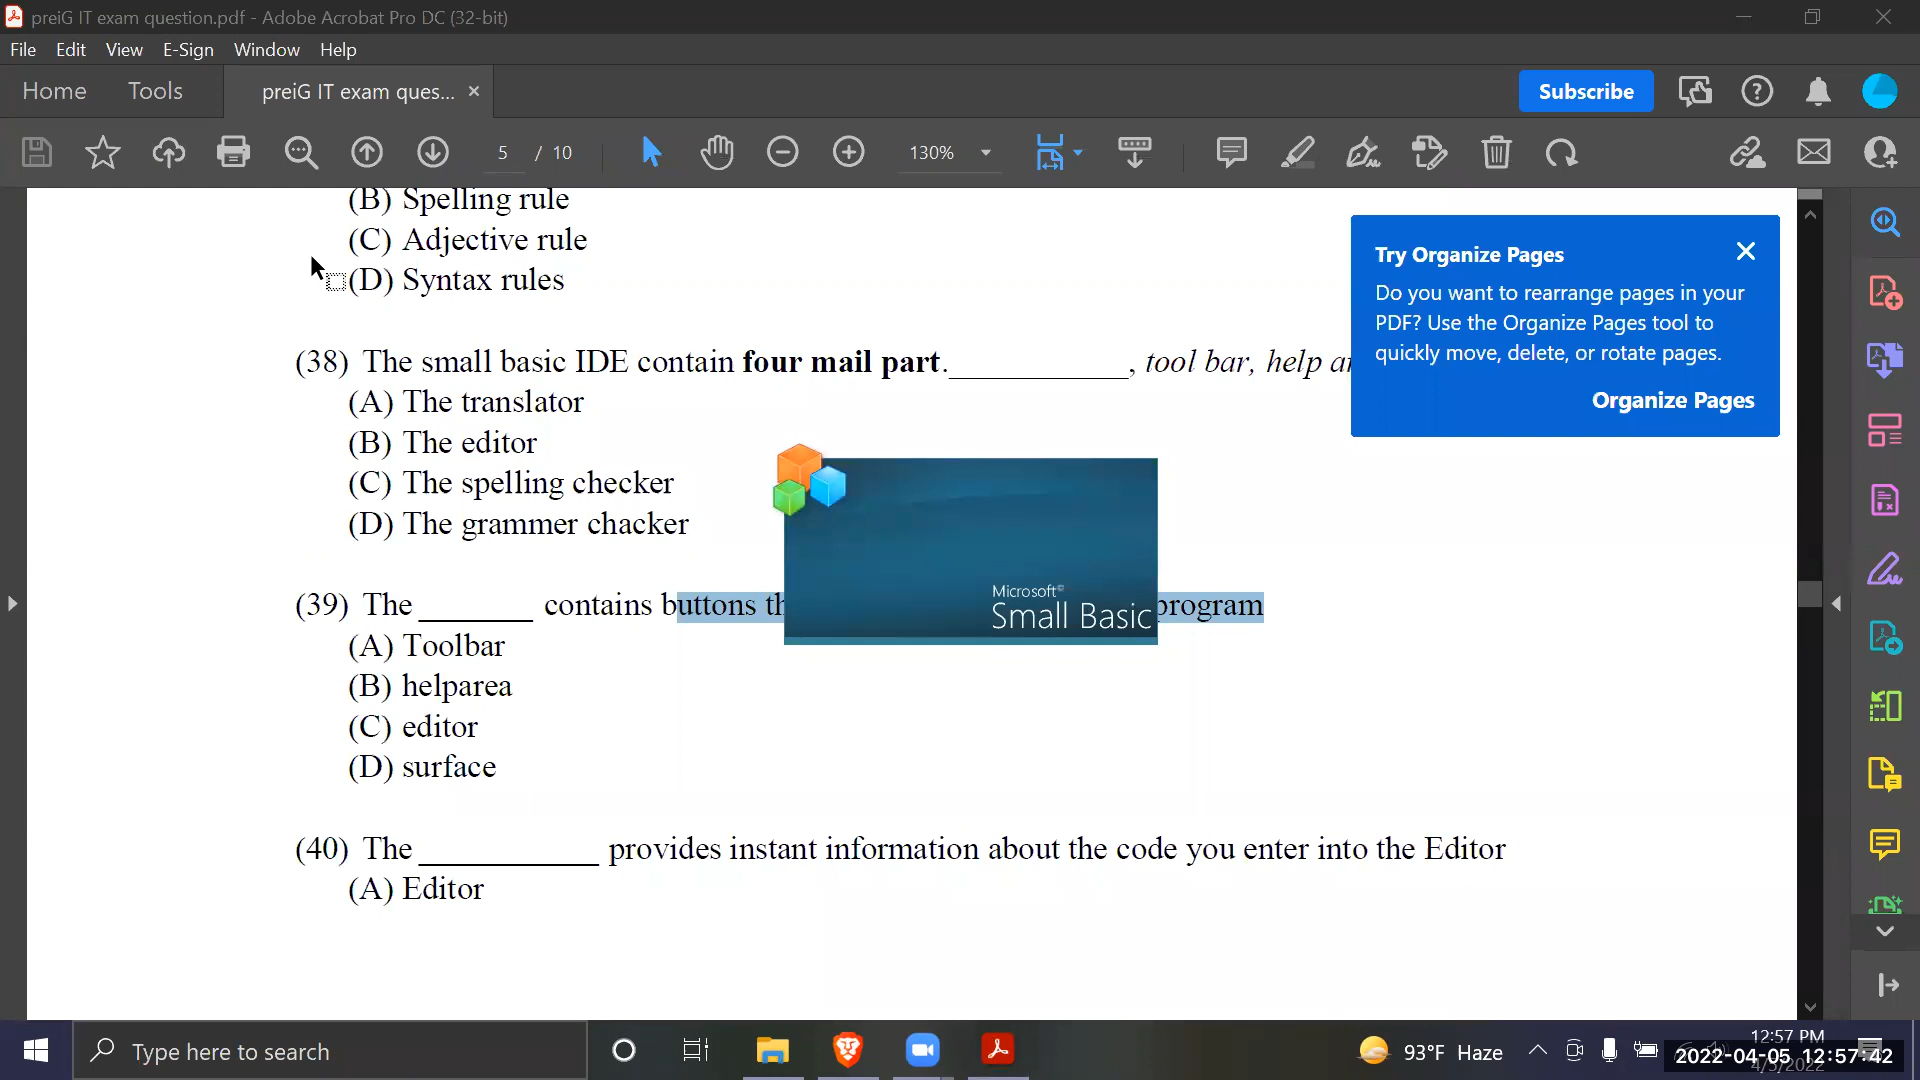 preiG IT exam question.pdf - Adobe Acrobat Pro DC (32-bit)
File Edit View E-Sign Window Help
Home Tools preiG IT exam ques... Subscribe
5 / 10 130%
(B) Spelling rule
(C) Adjective rule
(D) Syntax rules
Try Organize Pages
Do you want to rearrange pages in your
PDF? Use the Organize Pages tool to
quickly move, delete, or rotate pages.
Organize Pages
(38) The small basic IDE contain four mail part.___________, tool bar, help
(A) The translator
(B) The editor
(C) The spelling checker
(D) The grammer chacker
Microsoft©
Small Basic
(39) The _______ contains buttons program
(A) Toolbar
(B) helparea
(C) editor
(D) surface
(40) The ___________ provides instant information about the code you enter into the Editor
(A) Editor
Type here to search
93°F Haze
12:57 PM
2022-04-05 12:57:42